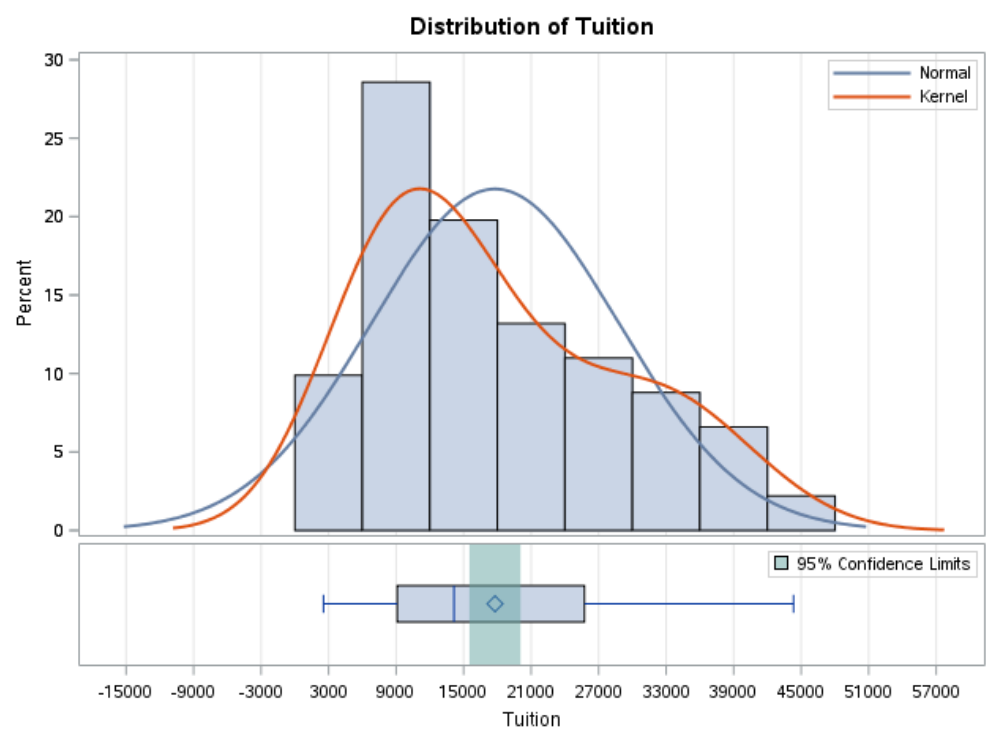 Distribution of Tuition
30
25
20
15
10
5
0
Percent
Normal
Kernel
95% Confidence Limits
-15000 -9000 -3000 3000 9000 15000 21000 27000 33000 39000 45000 51000 57000
Tuition